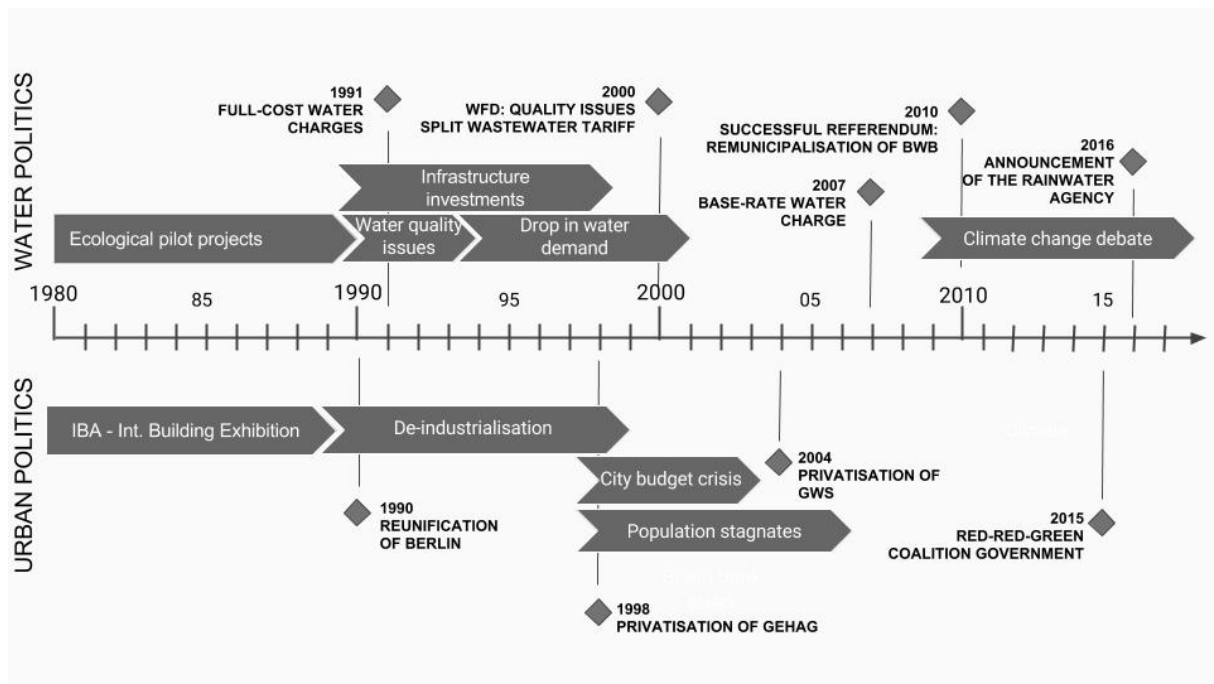 WATER POLITICS
1991
FULL-COST WATER
CHARGES
2000
WFD: QUALITY ISSUES
SPLIT WASTEWATER TARIFF
2010
SUCCESSFUL REFERENDUM:
REMUNICIPALISATION OF BWB
2016
ANNOUNCEMENT
OF THE RAINWATER
AGENCY
2007
BASE-RATE WATER
CHARGE
Infrastructure
investments
Ecological pilot projects
Water quality
issues
Drop in water
demand
Climate change debate
1980
85
1990
95
2000
05
2010
15
URBAN POLITICS
IBA - Int. Building Exhibition
De-industrialisation
City budget crisis
Population stagnates
2004
PRIVATISATION OF
GWS
1990
REUNIFICATION
OF BERLIN
2015
RED-RED-GREEN
COALITION GOVERNMENT
1998
PRIVATISATION OF GEHAG